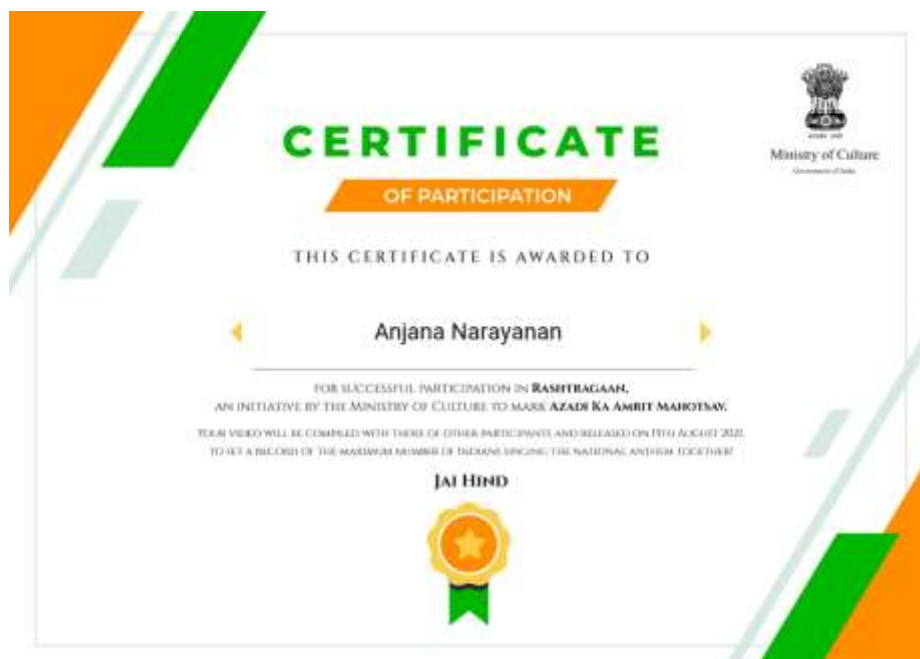 CERTIFICATE
OF PARTICIPATION
Ministry of Culture
Government of India
THIS CERTIFICATE IS AWARDED TO
Anjana Narayanan
FOR SUCCESSFUL PARTICIPATION IN RASHTRAGAAN,
AN INITIATIVE BY THE MINISTRY OF CULTURE TO MARK AZADI KA AMRIT MAHOTSAV.
YOUR VIDEO WILL BE COMPILED WITH THOSE OF OTHER PARTICIPANTS AND RELEASED ON 15TH AUGUST 2021,
TO SET A RECORD OF THE MAXIMUM NUMBER OF INDIANS SINGING THE NATIONAL ANTHEM TOGETHER!
JAI HIND